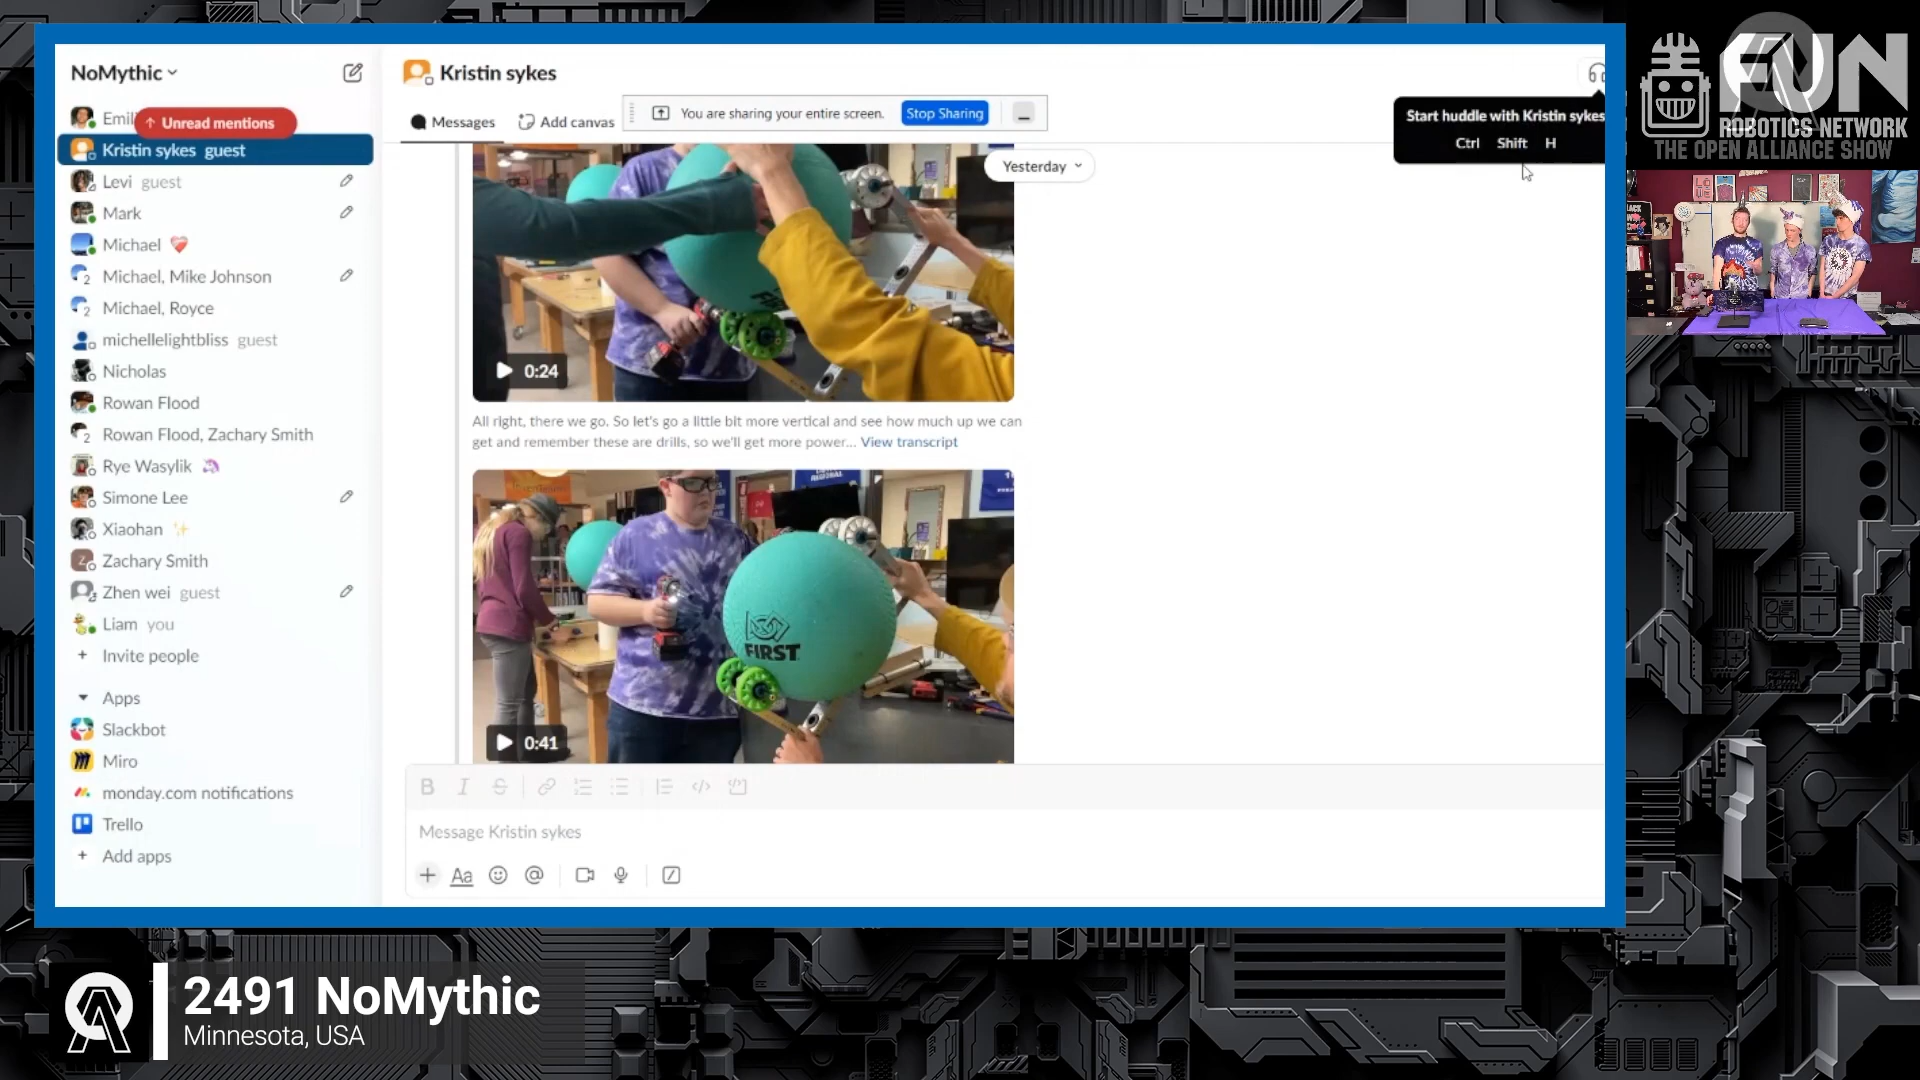 NoMythic
Emil
Unread mentions
Kristin sykes guest
Levi guest
Mark
Michael
Michael, Mike Johnson
2
Michael, Royce
2
michellelightbliss guest
Nicholas
Rowan Flood
Rowan Flood, Zachary Smith
2
Rye Wasylik
Simone Lee
Xiaohan
Z Zachary Smith
Zhen wei guest
Liam you
+ Invite people
Apps
Slackbot
Miro
monday.com notifications
Trello
+ Add apps
Kristin sykes
Messages
Add canvas
You are sharing your entire screen.
Stop Sharing
Start huddle with Kristin sykes
Ctrl Shift H
Yesterday
0:24
All right, there we go. So let's go a little bit more vertical and see how much up we can
get and remember these are drills, so we'll get more power... View transcript
FIRST
0:41
B I S
Message Kristin sykes
+ Aa @
FUN
ROBOTICS NETWORK
THE OPEN ALLIANCE SHOW
2491 NoMythic
Minnesota, USA